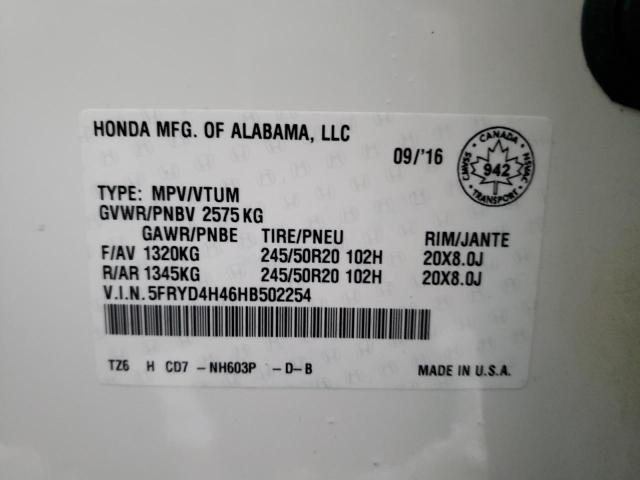 HONDA MFG. OF ALABAMA, LLC
09/'16
CANADA
CMVSS 942 NSVAC
TRANSPORT
TYPE: MPV/VTUM
GVWR/PNBV 2575 KG
GAWR/PNBE TIRE/PNEU RIM/JANTE
F/AV 1320KG 245/50R20 102H 20X8.0J
R/AR 1345KG 245/50R20 102H 20X8.0J
V.I.N. 5FRYD4H46HB502254
TZ6 H CD7 - NH603P - D- B MADE IN U.S.A.